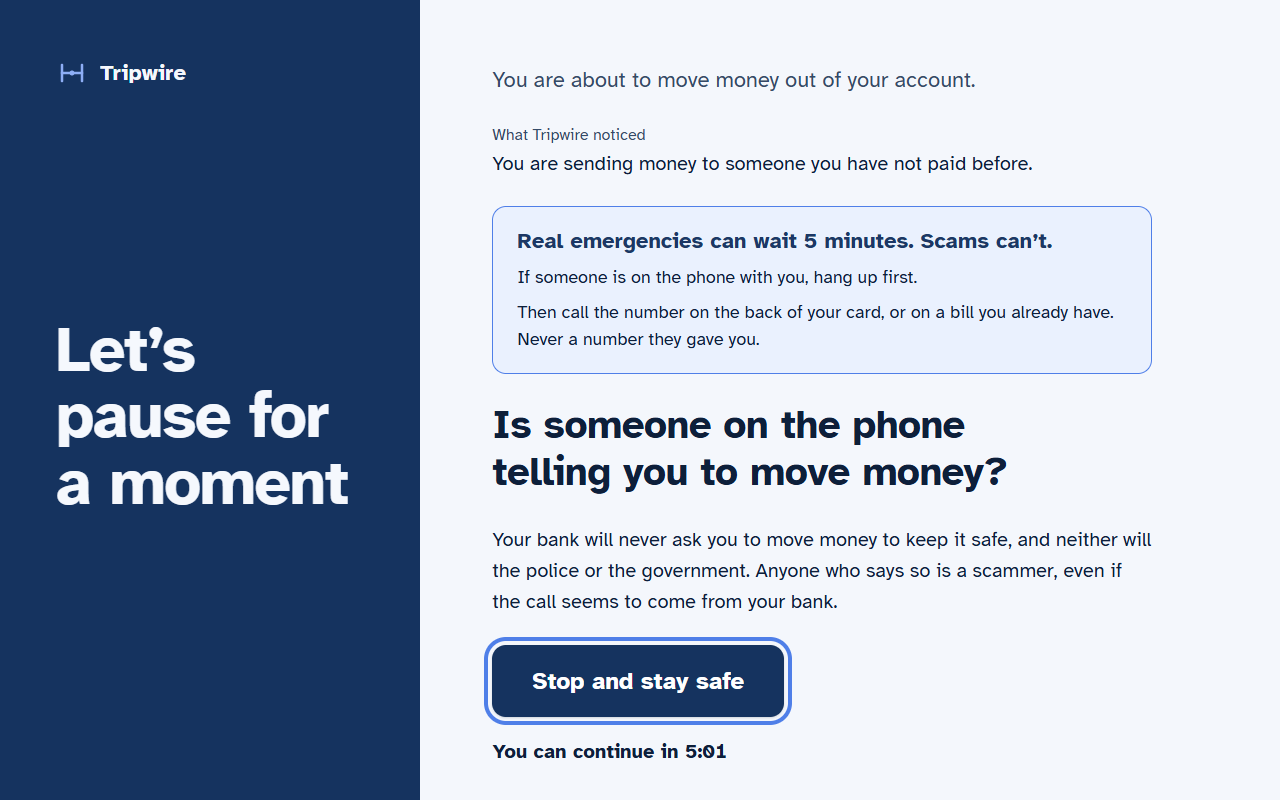 Tripwire
Let’s
pause for
a moment
You are about to move money out of your account.
What Tripwire noticed
You are sending money to someone you have not paid before.
Real emergencies can wait 5 minutes. Scams can’t.
If someone is on the phone with you, hang up first.
Then call the number on the back of your card, or on a bill you already have.
Never a number they gave you.
Is someone on the phone
telling you to move money?
Your bank will never ask you to move money to keep it safe, and neither will
the police or the government. Anyone who says so is a scammer, even if
the call seems to come from your bank.
Stop and stay safe
You can continue in 5:01